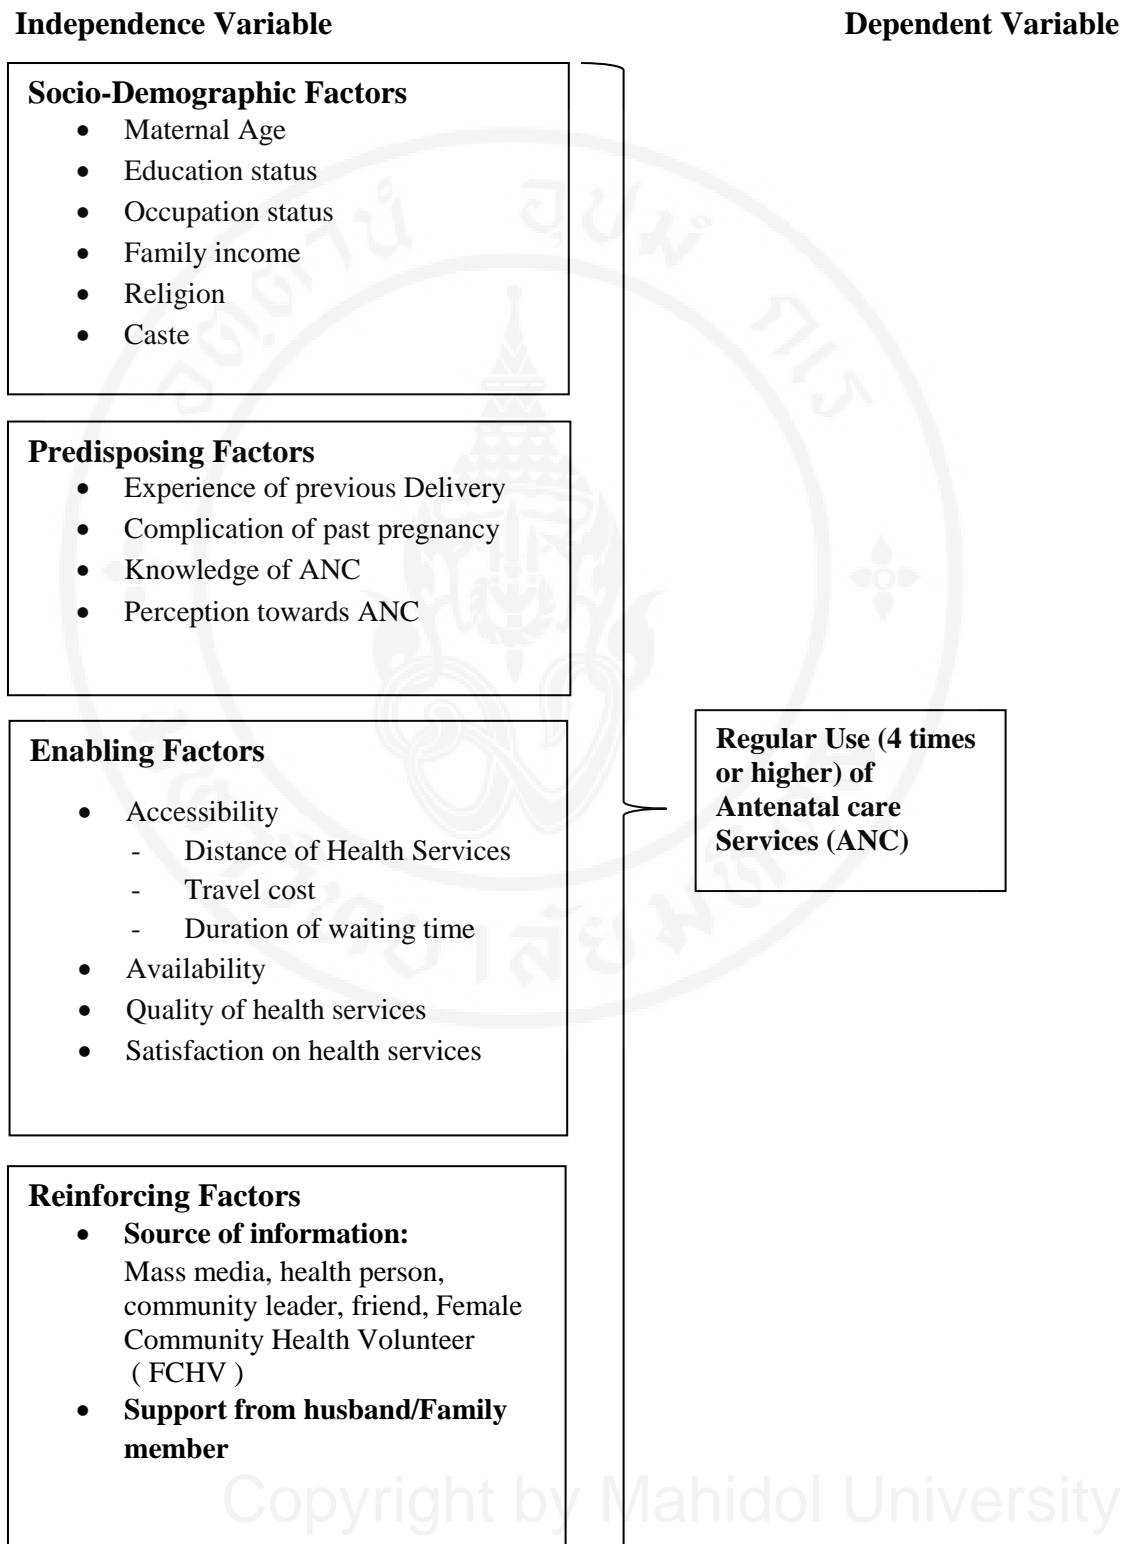 Independence Variable
Dependent Variable
Socio-Demographic Factors
• Maternal Age
• Education status
• Occupation status
• Family income
• Religion
• Caste
Predisposing Factors
• Experience of previous Delivery
• Complication of past pregnancy
• Knowledge of ANC
• Perception towards ANC
Enabling Factors
• Accessibility
- Distance of Health Services
- Travel cost
- Duration of waiting time
• Availability
• Quality of health services
• Satisfaction on health services
Reinforcing Factors
• Source of information:
Mass media, health person,
community leader, friend, Female
Community Health Volunteer
( FCHV )
• Support from husband/Family
member
Regular Use (4 times
or higher) of
Antenatal care
Services (ANC)
Copyright by Mahidol University